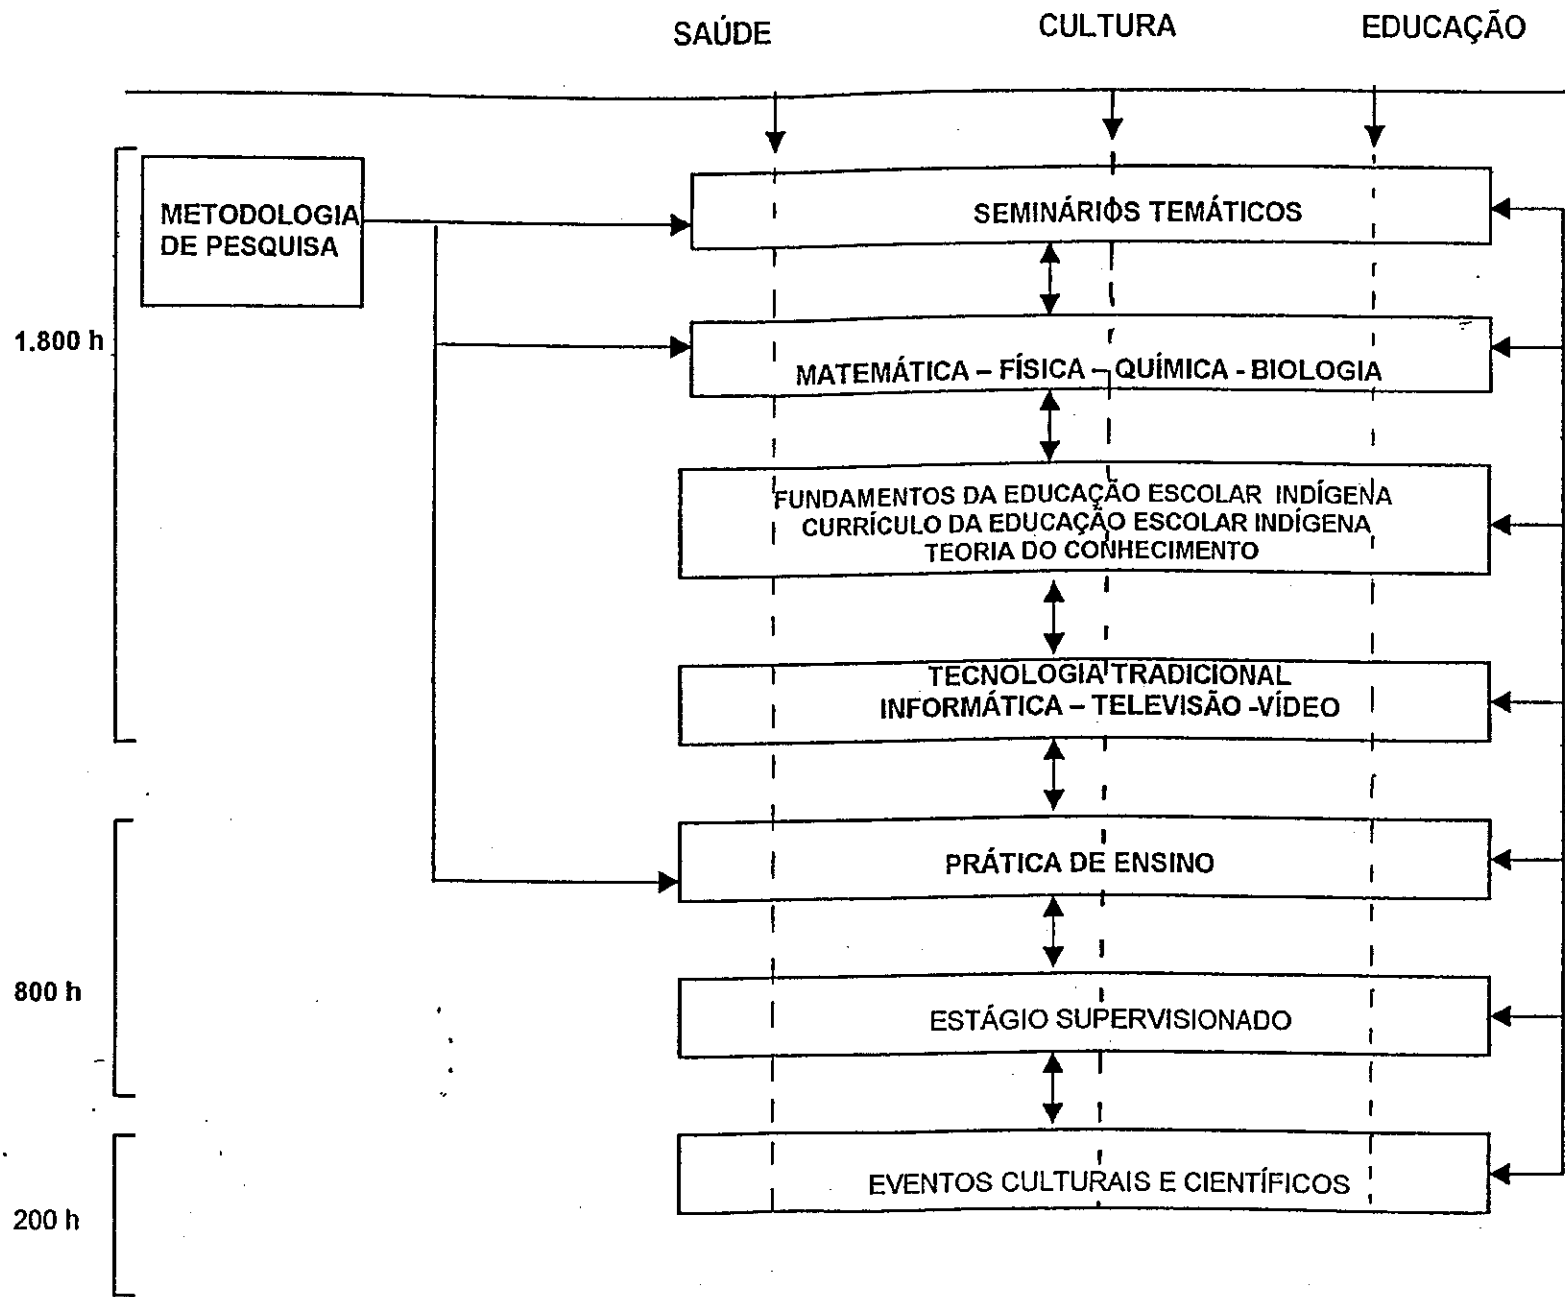 SAÚDE CULTURA EDUCAÇÃO
METODOLOGIA
DE PESQUISA
SEMINÁRIOS TEMÁTICOS
1.800 h
MATEMÁTICA – FÍSICA – QUÍMICA - BIOLOGIA
FUNDAMENTOS DA EDUCAÇÃO ESCOLAR INDÍGENA
CURRÍCULO DA EDUCAÇÃO ESCOLAR INDÍGENA
TEORIA DO CONHECIMENTO
TECNOLOGIA TRADICIONAL
INFORMÁTICA – TELEVISÃO -VÍDEO
PRÁTICA DE ENSINO
800 h
ESTÁGIO SUPERVISIONADO
EVENTOS CULTURAIS E CIENTÍFICOS
200 h